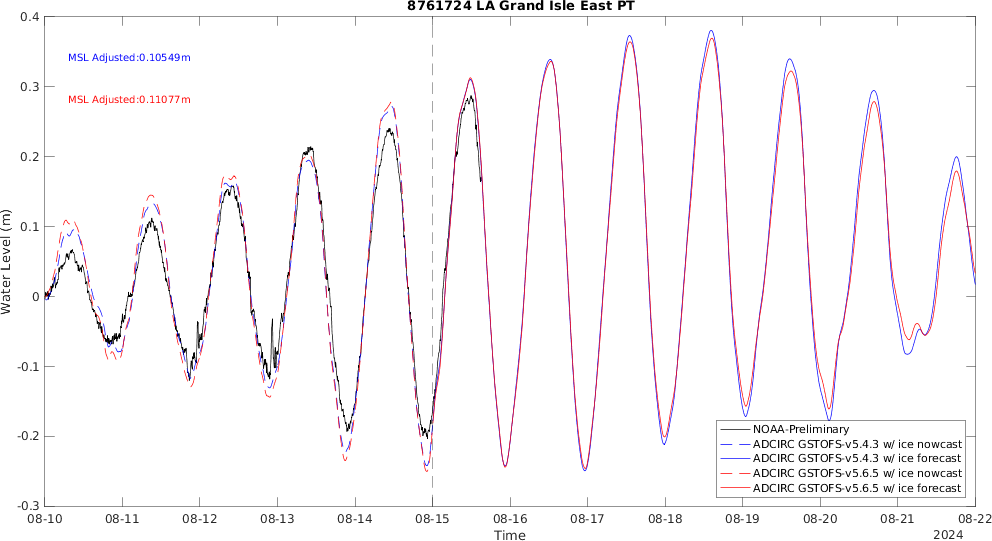 8761724 LA Grand Isle East PT
MSL Adjusted:0.10549m
MSL Adjusted:0.11077m
Water Level (m)
0.4
0.3
0.2
0.1
0
-0.1
-0.2
-0.3
NOAA-Preliminary
ADCIRC GSTOFS-v5.4.3 w/ ice nowcast
ADCIRC GSTOFS-v5.4.3 w/ ice forecast
ADCIRC GSTOFS-v5.6.5 w/ ice nowcast
ADCIRC GSTOFS-v5.6.5 w/ ice forecast
08-10 08-11 08-12 08-13 08-14 08-15 08-16 08-17 08-18 08-19 08-20 08-21 08-22
Time
2024